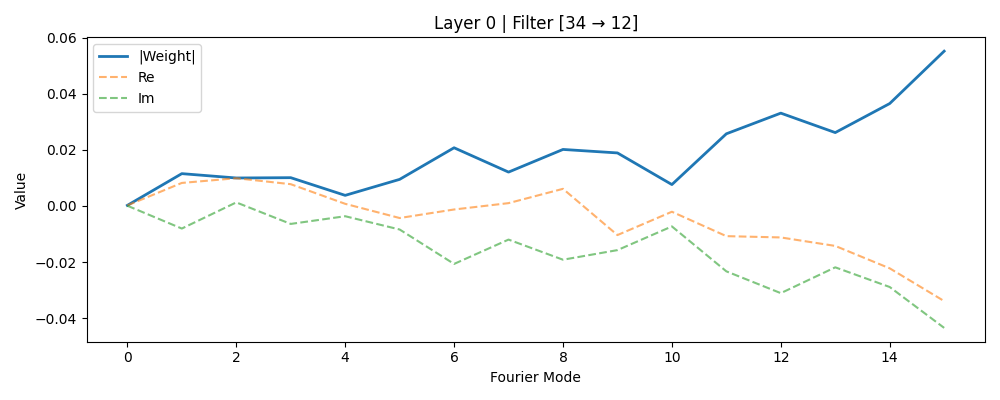 Layer 0 | Filter [34 → 12]
|Weight|
Re
Im
Value
0.06
0.04
0.02
0.00
−0.02
−0.04
0 2 4 6 8 10 12 14
Fourier Mode